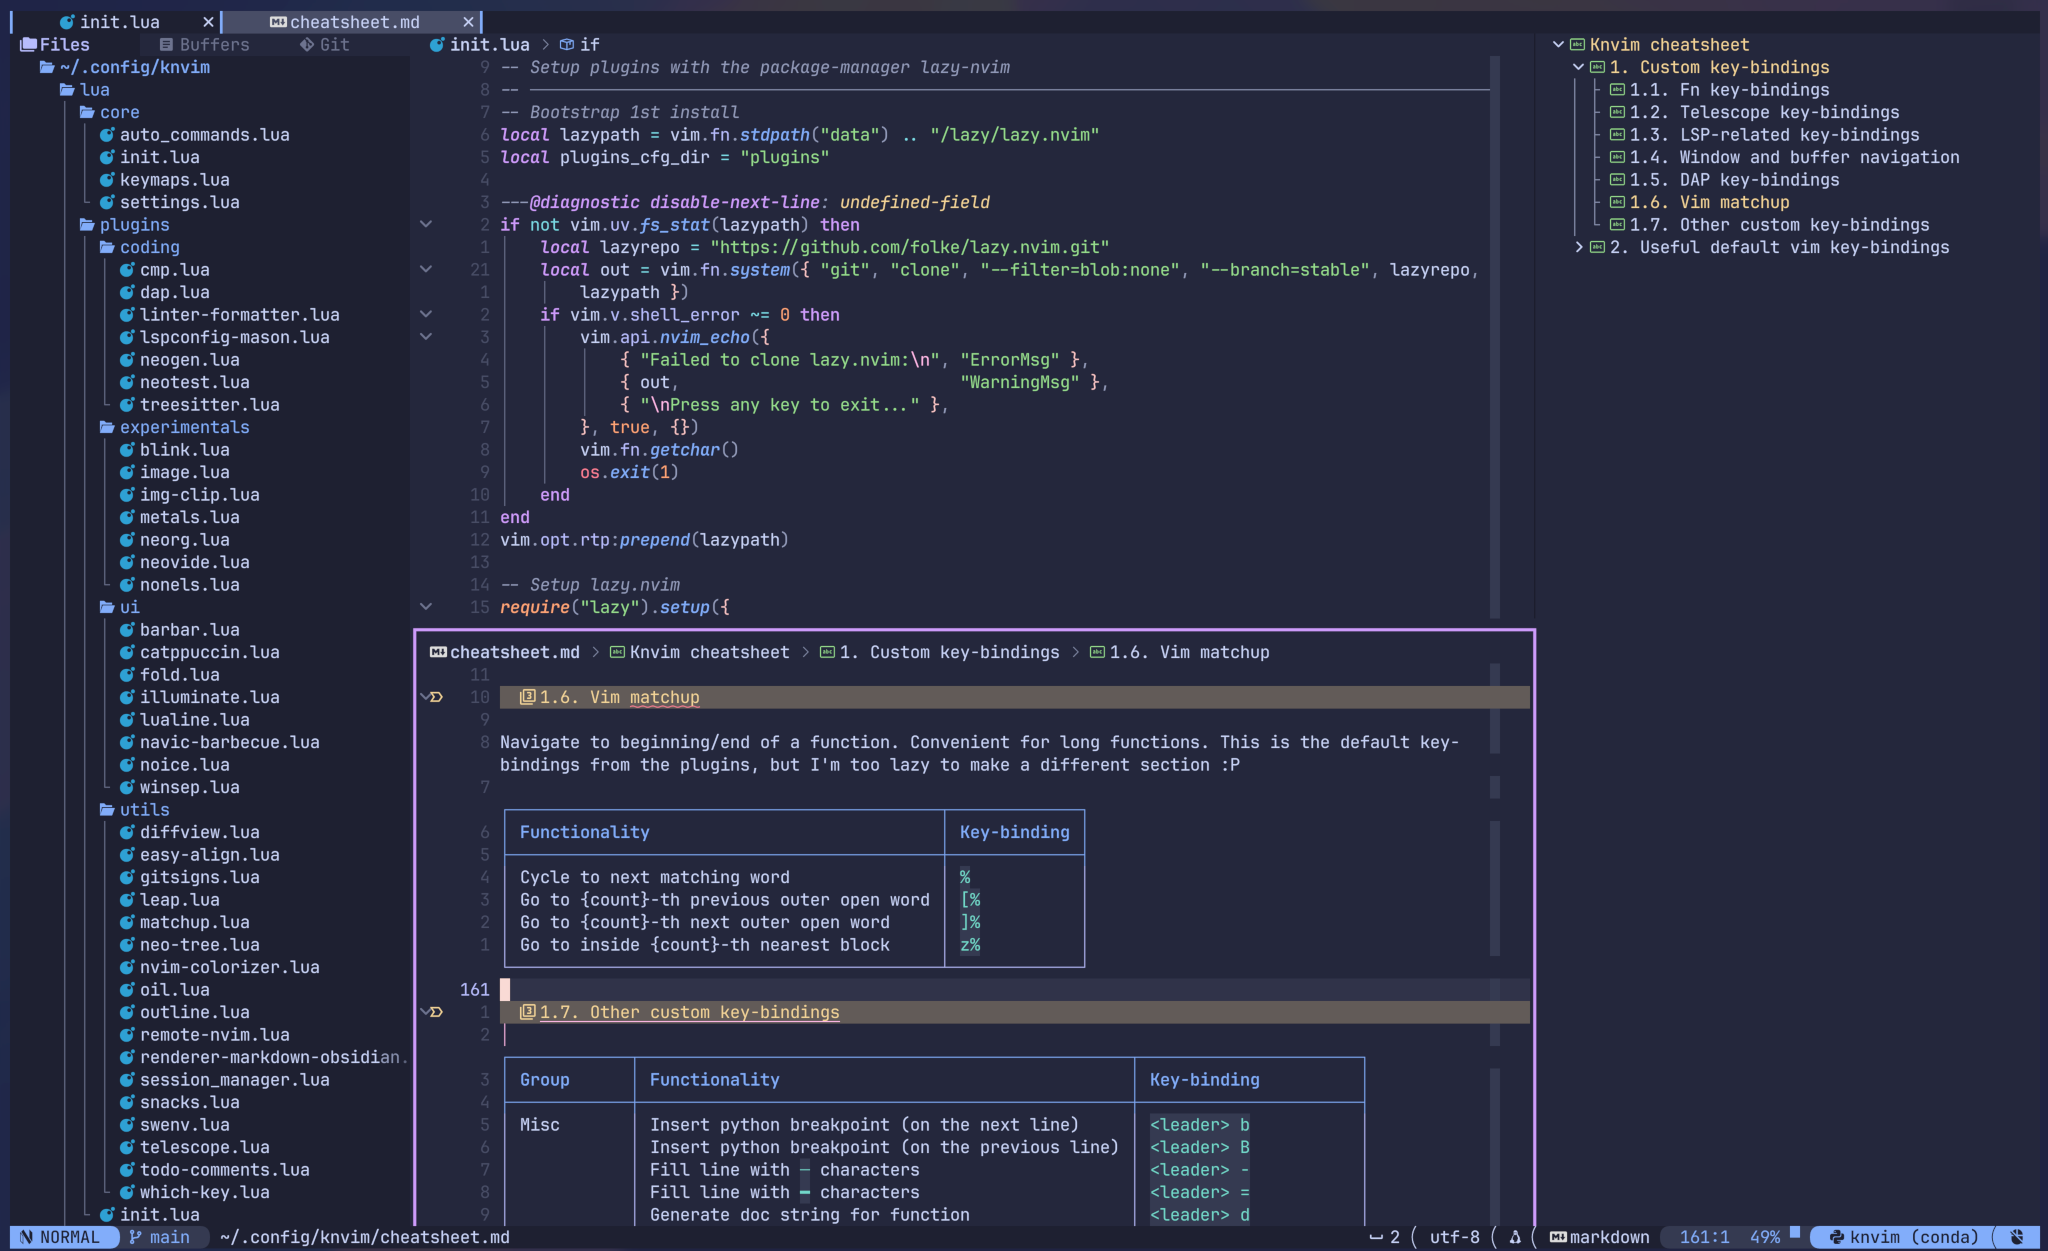 init.lua ✕ cheatsheet.md ✕
Files Buffers Git
~/.config/knvim
lua
core
auto_commands.lua
init.lua
keymaps.lua
settings.lua
plugins
coding
cmp.lua
dap.lua
linter-formatter.lua
lspconfig-mason.lua
neogen.lua
neotest.lua
treesitter.lua
experimentals
blink.lua
image.lua
img-clip.lua
metals.lua
neorg.lua
neovide.lua
nonels.lua
ui
barbar.lua
catppuccin.lua
fold.lua
illuminate.lua
lualine.lua
navic-barbecue.lua
noice.lua
winsep.lua
utils
diffview.lua
easy-align.lua
gitsigns.lua
leap.lua
matchup.lua
neo-tree.lua
nvim-colorizer.lua
oil.lua
outline.lua
remote-nvim.lua
renderer-markdown-obsidian.
session_manager.lua
snacks.lua
swenv.lua
telescope.lua
todo-comments.lua
which-key.lua
init.lua
init.lua > if
9 -- Setup plugins with the package-manager lazy-nvim
8 --
7 -- Bootstrap 1st install
6 local lazypath = vim.fn.stdpath("data") .. "/lazy/lazy.nvim"
5 local plugins_cfg_dir = "plugins"
4
3 ---@diagnostic disable-next-line: undefined-field
2 if not vim.uv.fs_stat(lazypath) then
1 local lazyrepo = "https://github.com/folke/lazy.nvim.git"
21 local out = vim.fn.system({ "git", "clone", "--filter=blob:none", "--branch=stable", lazyrepo,
1 lazypath })
2 if vim.v.shell_error ~= 0 then
3 vim.api.nvim_echo({
4 { "Failed to clone lazy.nvim:\n", "ErrorMsg" },
5 { out, "WarningMsg" },
6 { "\nPress any key to exit..." },
7 }, true, {})
8 vim.fn.getchar()
9 os.exit(1)
10 end
11 end
12 vim.opt.rtp:prepend(lazypath)
13
14 -- Setup lazy.nvim
15 require("lazy").setup({
cheatsheet.md > Knvim cheatsheet > 1. Custom key-bindings > 1.6. Vim matchup
11
10 1.6. Vim matchup
9
8 Navigate to beginning/end of a function. Convenient for long functions. This is the default key-
bindings from the plugins, but I'm too lazy to make a different section :P
7
6 Functionality Key-binding
5
4 Cycle to next matching word %
3 Go to {count}-th previous outer open word [%
2 Go to {count}-th next outer open word ]%
1 Go to inside {count}-th nearest block z%
161
1 1.7. Other custom key-bindings
2
3 Group Functionality Key-binding
4
5 Misc Insert python breakpoint (on the next line) <leader> b
6 Insert python breakpoint (on the previous line) <leader> B
7 Fill line with ─ characters <leader> -
8 Fill line with ━ characters <leader> =
9 Generate doc string for function <leader> d
Knvim cheatsheet
1. Custom key-bindings
1.1. Fn key-bindings
1.2. Telescope key-bindings
1.3. LSP-related key-bindings
1.4. Window and buffer navigation
1.5. DAP key-bindings
1.6. Vim matchup
1.7. Other custom key-bindings
2. Useful default vim key-bindings
NORMAL main ~/.config/knvim/cheatsheet.md 2 utf-8 markdown 161:1 49% knvim (conda)